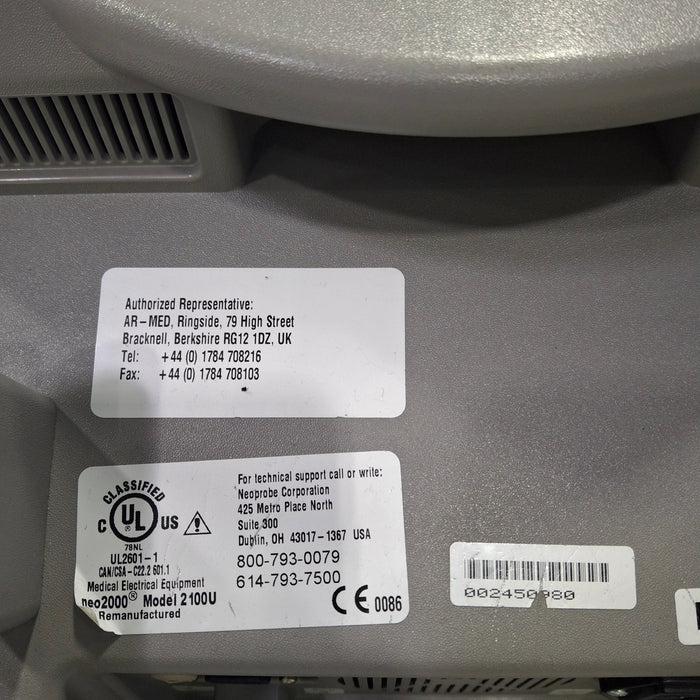 Authorized Representative:
AR-MED, Ringside, 79 High Street
Bracknell, Berkshire RG12 1DZ, UK
Tel: +44 (0) 1784 708216
Fax: +44 (0) 1784 708103
CLASSIFIED
C UL ® US
78NL
UL2601-1
CAN/CSA-C22.2 601.1
Medical Electrical Equipment
neo2000® Model 2100U
Remanufactured
For technical support call or write:
Neoprobe Corporation
425 Metro Place North
Suite 300
Dublin, OH 43017-1367 USA
800-793-0079
614-793-7500
CE 0086
002450980